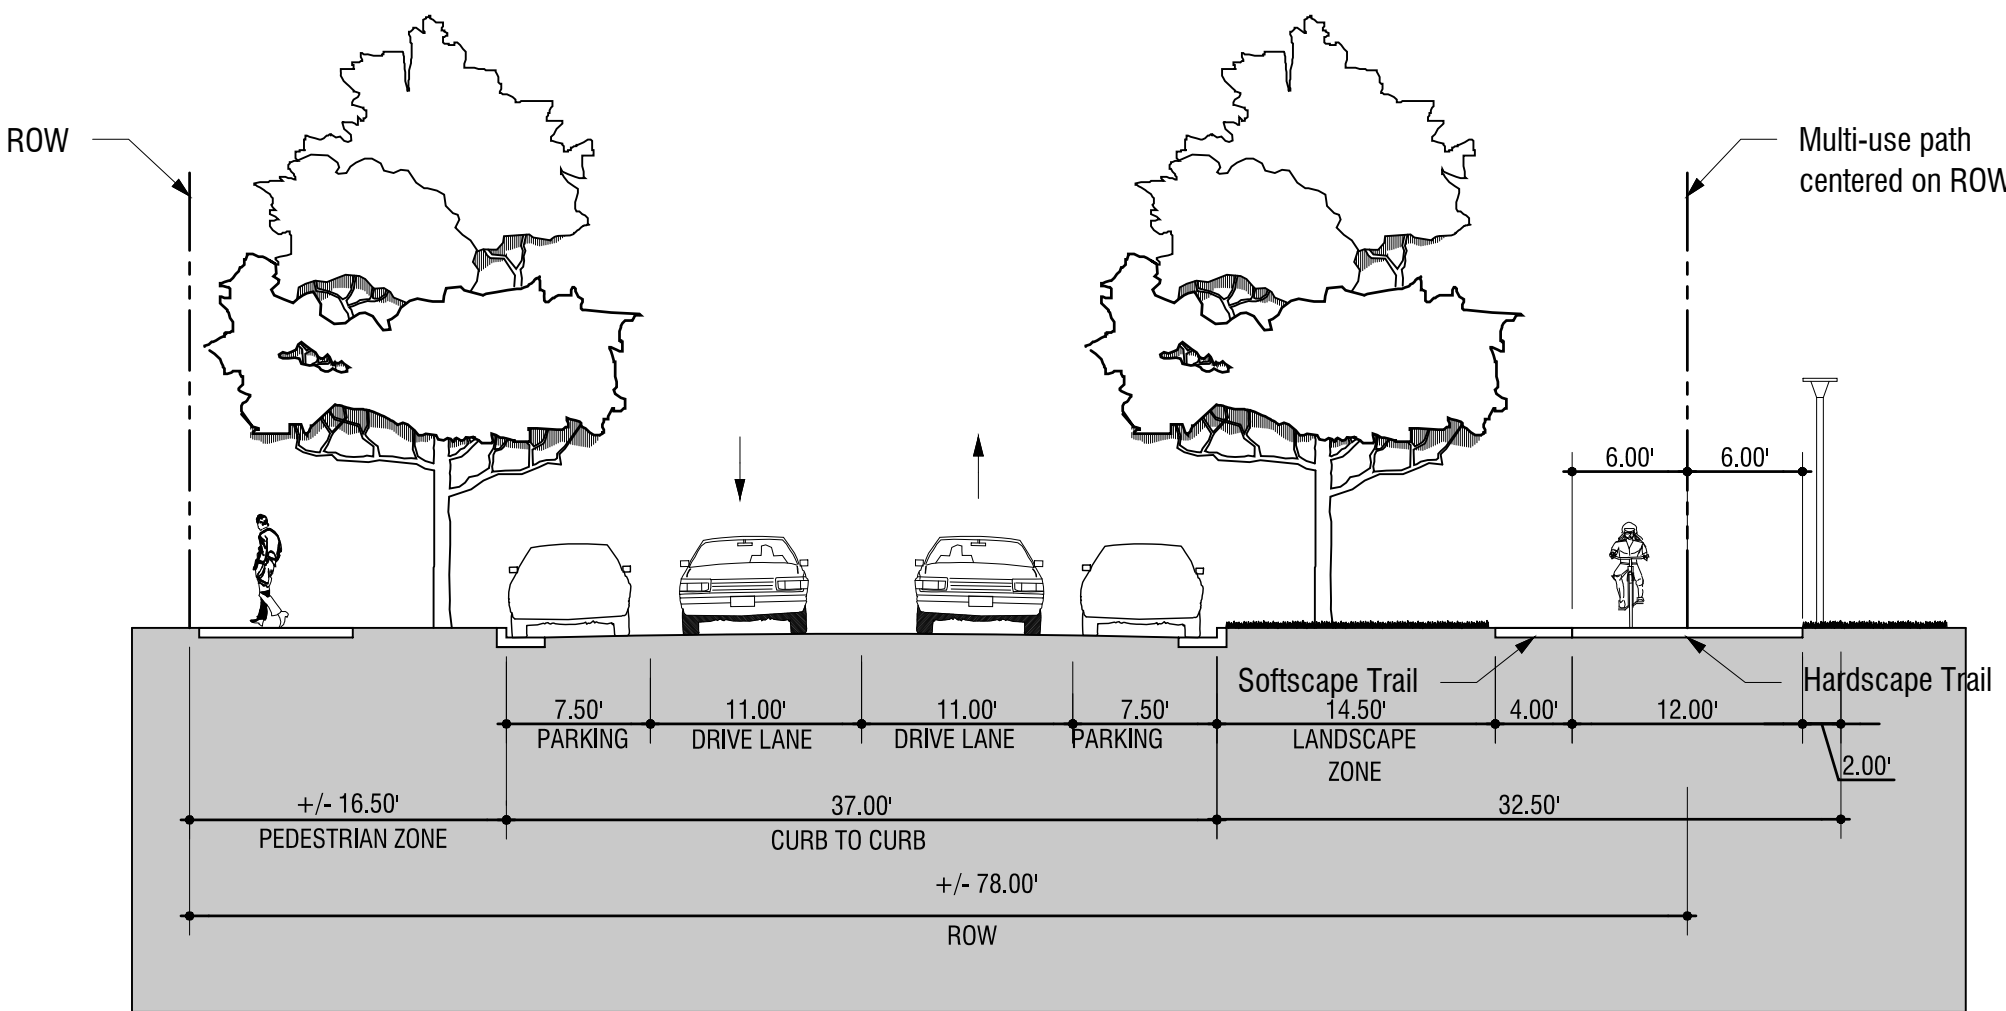 ROW
Multi-use path
centered on ROW
6.00' 6.00'
Softscape Trail
Hardscape Trail
7.50' 11.00' 11.00' 7.50' 14.50' 4.00' 12.00'
PARKING DRIVE LANE DRIVE LANE PARKING LANDSCAPE
ZONE
2.00'
+/- 16.50' 37.00' 32.50'
PEDESTRIAN ZONE CURB TO CURB
+/- 78.00'
ROW